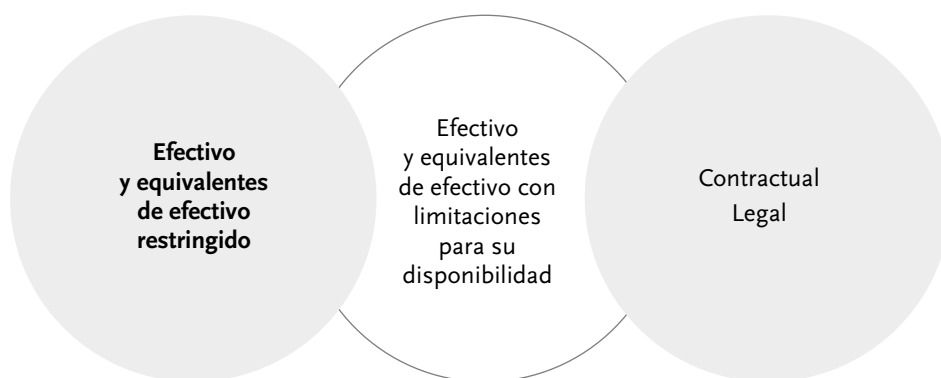 Efectivo
y equivalentes
de efectivo
restringido
Efectivo
y equivalentes
de efectivo con
limitaciones
para su
disponibilidad
Contractual
Legal